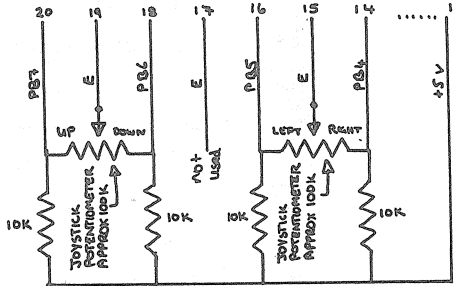 20 19 18 17 16 15 14 ...... 1
PB7
E
PB6
E
PB5
E
PB4
+5V
UP
DOWN
LEFT
RIGHT
Not
Used
10K
JOYSTICK
POTENTIOMETER
APPROX 100K
10K
10K
JOYSTICK
POTENTIOMETER
APPROX 100K
10K